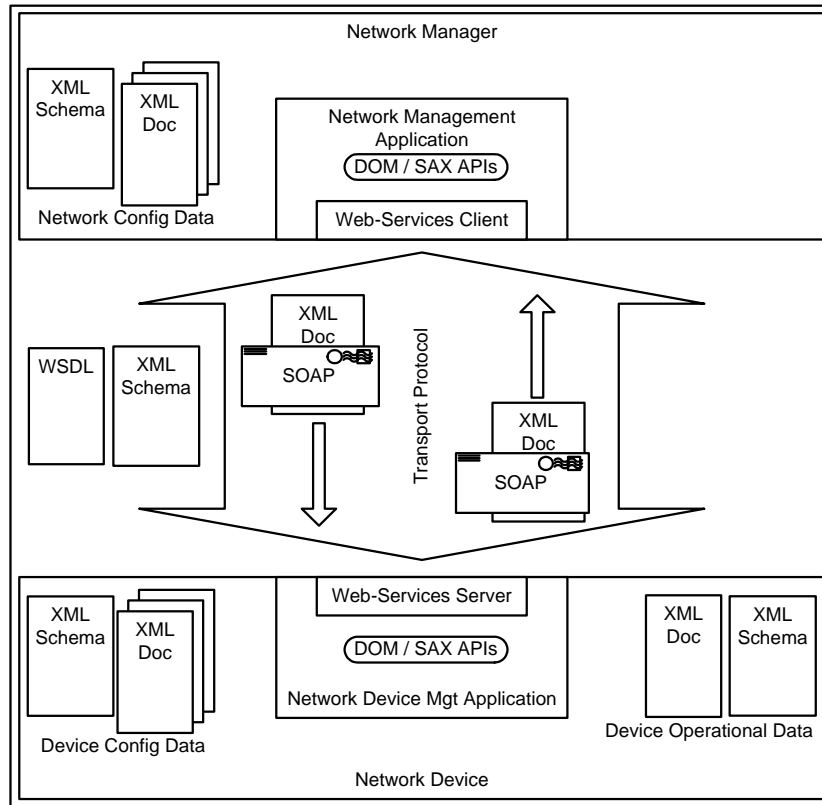 Network Manager
XML
Schema
XML
Doc
Network Config Data
Network Management
Application
DOM / SAX APIs
Web-Services Client
WSDL
XML
Schema
XML
Doc
SOAP
Transport Protocol
XML
Doc
SOAP
Web-Services Server
DOM / SAX APIs
Network Device Mgt Application
XML
Schema
XML
Doc
Device Config Data
XML
Doc
XML
Schema
Device Operational Data
Network Device